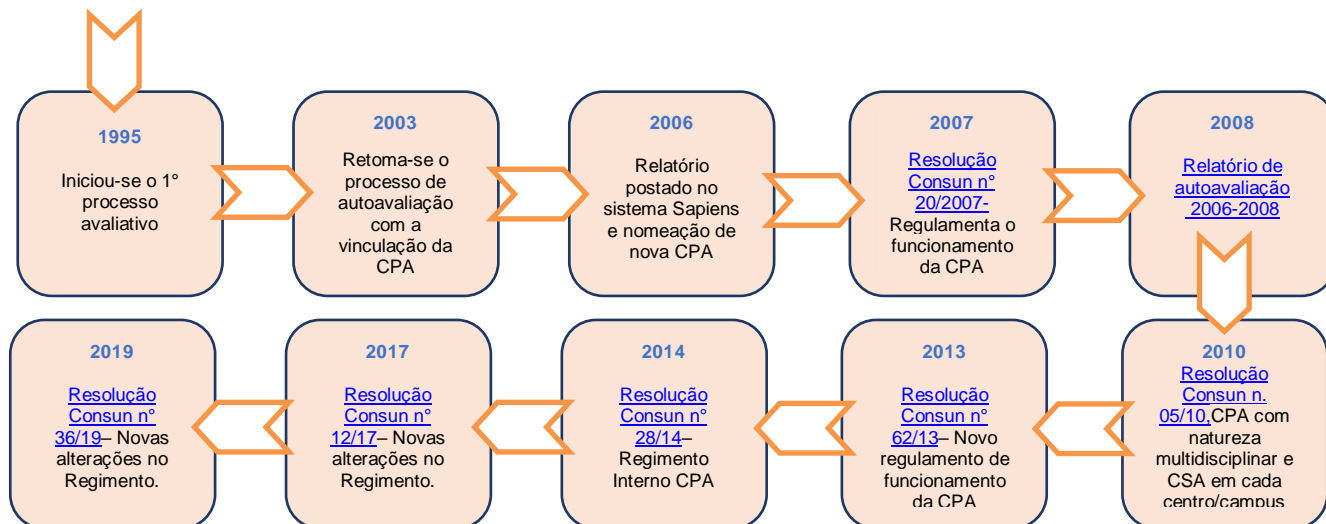 1995
Iniciou-se o 1°
processo
avaliativo
2003
Retoma-se o
processo de
autoavaliação
com a
vinculação da
CPA
2006
Relatório
postado no
sistema Sapiens
e nomeação de
nova CPA
2007
Resolução
Consun n°
20/2007-
Regulamenta o
funcionamento
da CPA
2008
Relatório de
autoavaliação
2006-2008
2010
Resolução
Consun n.
05/10,CPA com
natureza
multidisciplinar e
CSA em cada
centro/campus
2013
Resolução
Consun n°
62/13– Novo
regulamento de
funcionamento
da CPA
2014
Resolução
Consun n°
28/14–
Regimento
Interno CPA
2017
Resolução
Consun n°
12/17– Novas
alterações no
Regimento.
2019
Resolução
Consun n°
36/19– Novas
alterações no
Regimento.